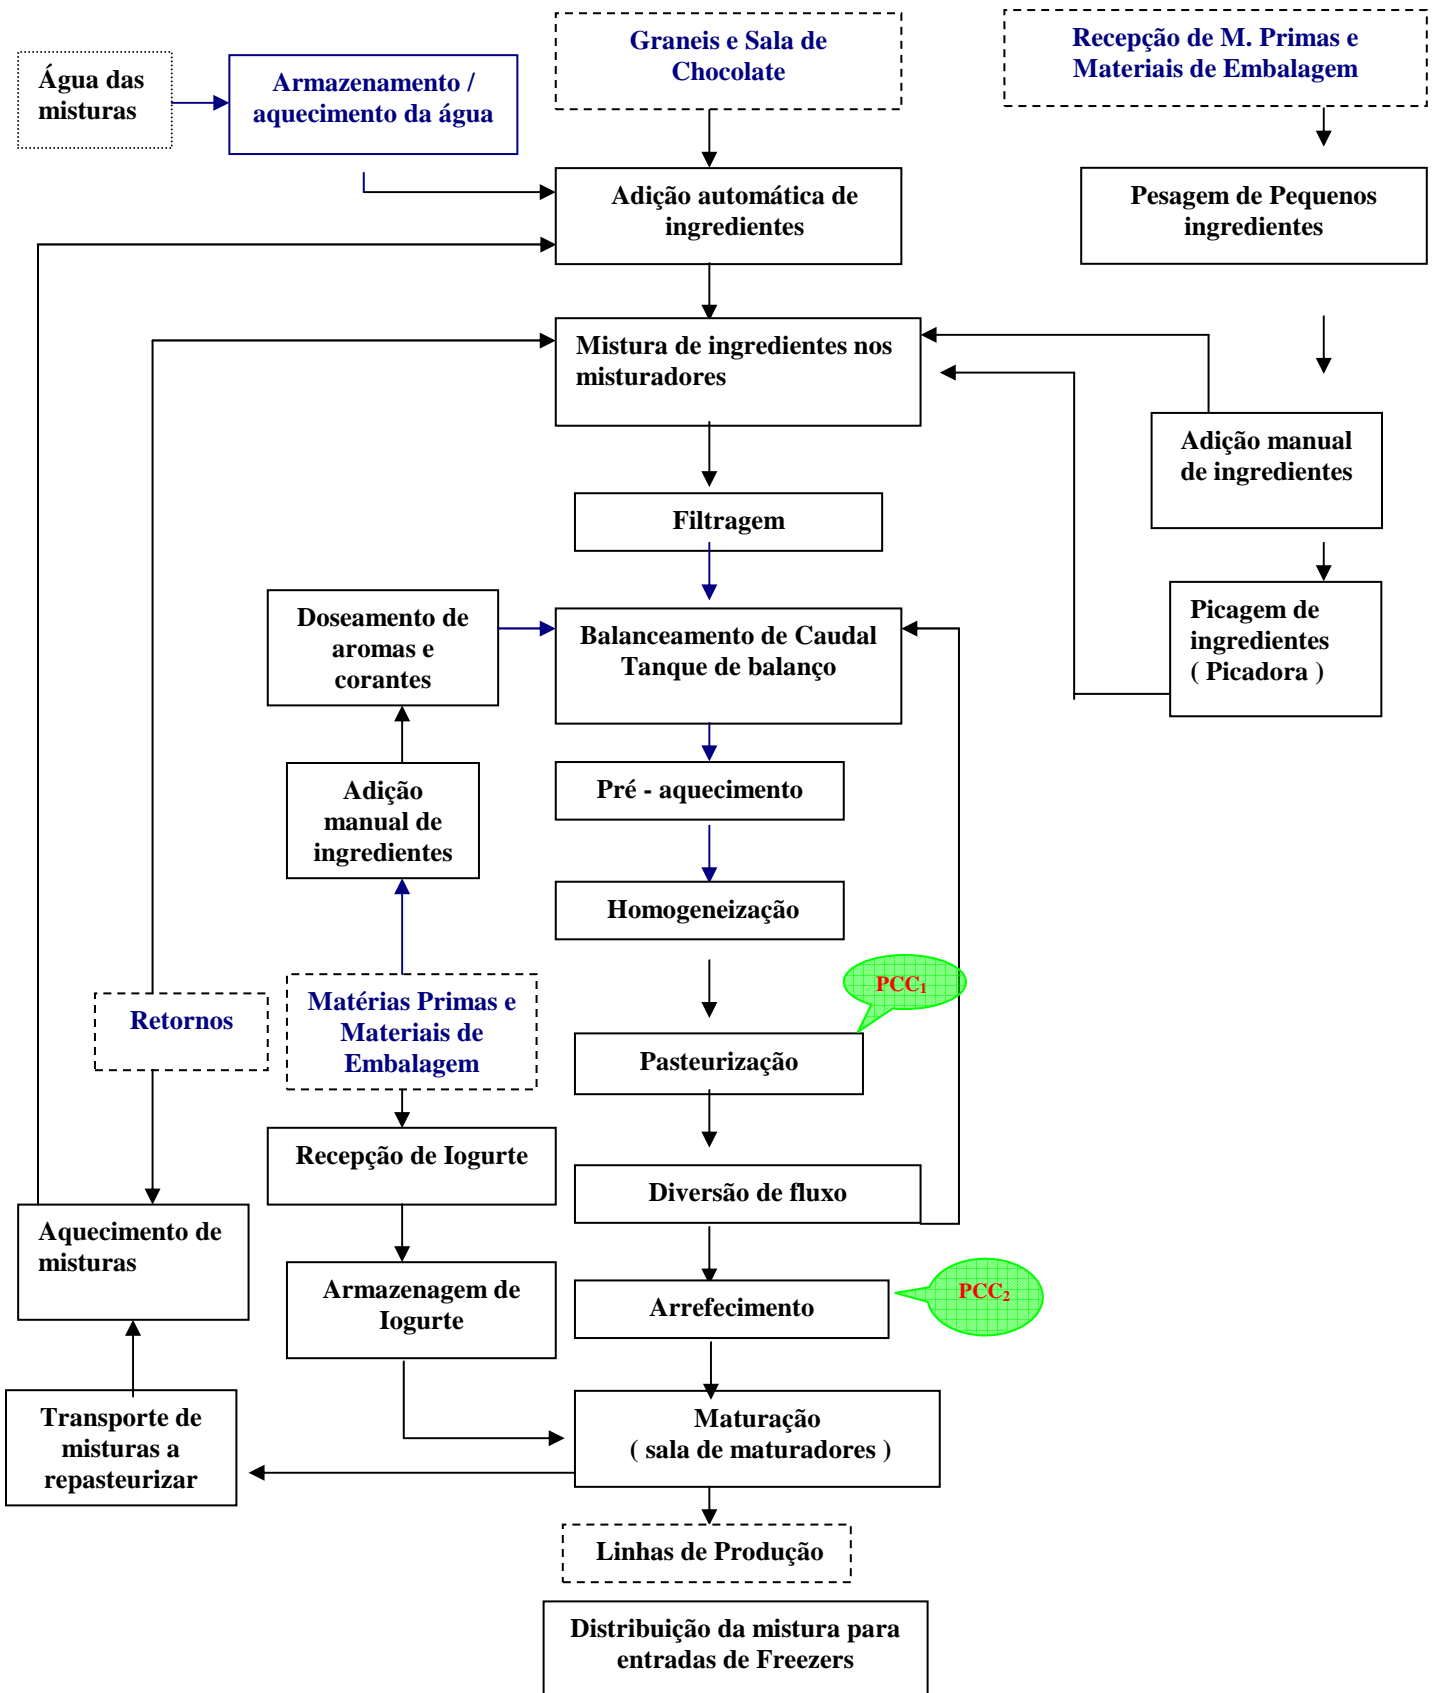 Graneis e Sala de
Chocolate
Recepção de M. Primas e
Materiais de Embalagem
Água das
misturas
Armazenamento /
aquecimento da água
Adição automática de
ingredientes
Pesagem de Pequenos
ingredientes
Mistura de ingredientes nos
misturadores
Adição manual
de ingredientes
Filtragem
Picagem de
ingredientes
( Picadora )
Doseamento de
aromas e
corantes
Balanceamento de Caudal
Tanque de balanço
Adição
manual de
ingredientes
Pré - aquecimento
Homogeneização
PCC₁
Retornos
Matérias Primas e
Materiais de
Embalagem
Pasteurização
Recepção de Iogurte
Diversão de fluxo
Aquecimento de
misturas
Armazenagem de
Iogurte
Arrefecimento
PCC₂
Transporte de
misturas a
repasteurizar
Maturação
( sala de maturadores )
Linhas de Produção
Distribuição da mistura para
entradas de Freezers